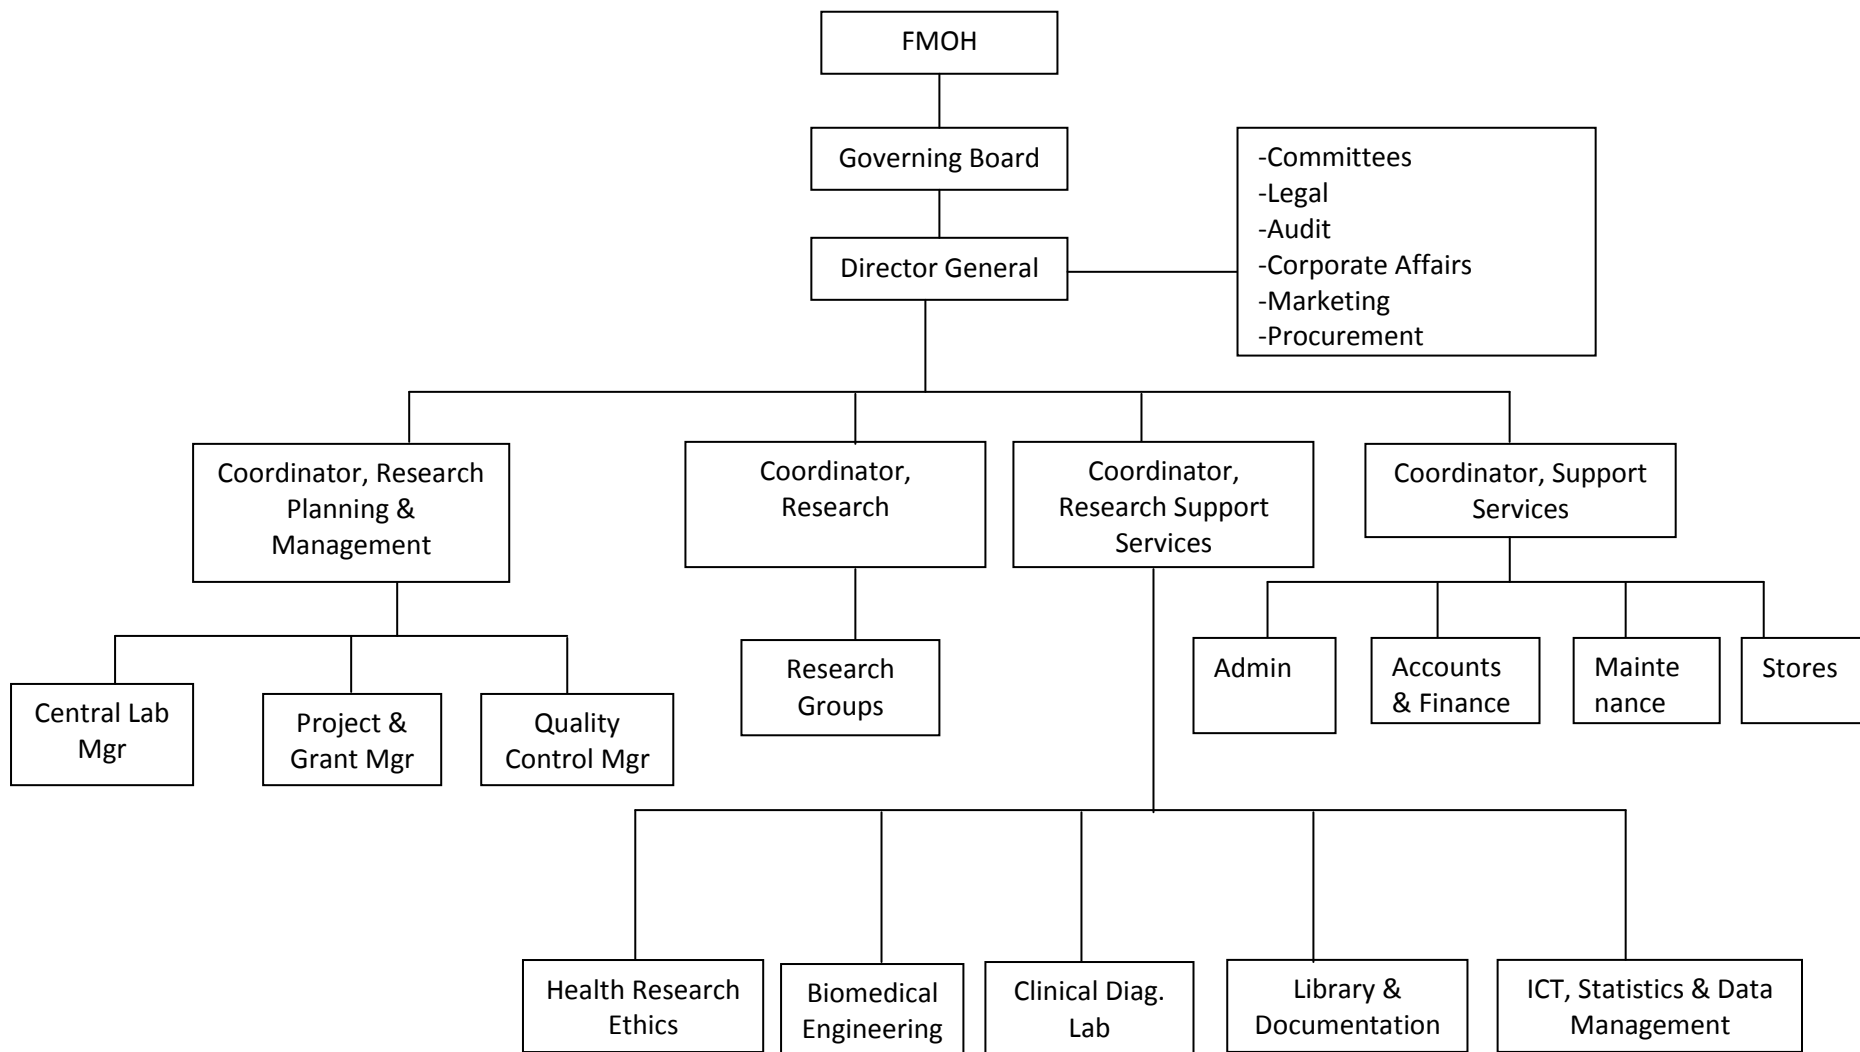 FMOH
Governing Board
-Committees
-Legal
-Audit
-Corporate Affairs
-Marketing
-Procurement
Director General
Coordinator, Research
Planning &
Management
Coordinator,
Research
Coordinator,
Research Support
Services
Coordinator, Support
Services
Central Lab
Mgr
Project &
Grant Mgr
Quality
Control Mgr
Research
Groups
Admin
Accounts
& Finance
Mainte
nance
Stores
Health Research
Ethics
Biomedical
Engineering
Clinical Diag.
Lab
Library &
Documentation
ICT, Statistics & Data
Management